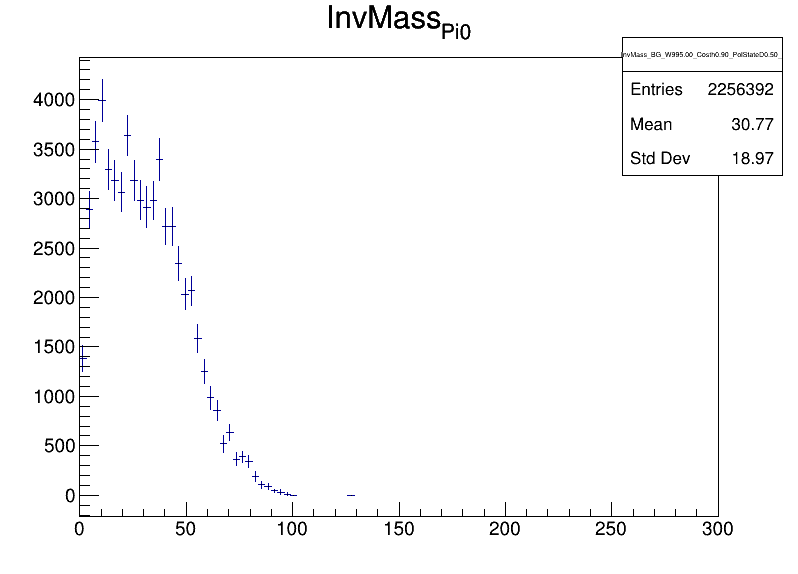 InvMass_Pi0
InvMass_BG_W995.00_Costh0.90_PolStateD0.50_
Entries 2256392
Mean 30.77
Std Dev 18.97
4000
3500
3000
2500
2000
1500
1000
500
0
0 50 100 150 200 250 300